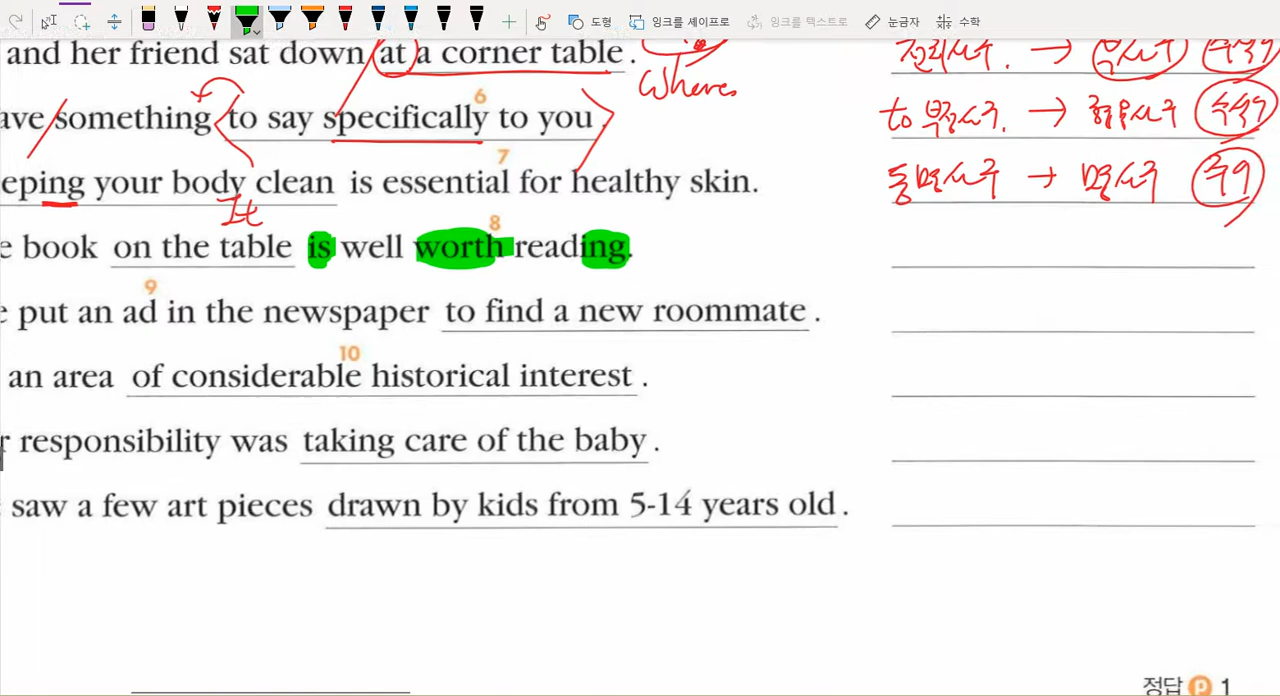 도형 잉크를 셰이프로 잉크를 텍스트로 눈금자 수학
and her friend sat down at a corner table.
Where
전치사구. → 부사구 수식어
ave something to say specifically to you.
6
to 부정사구. → 형용사구 수식어
eping your body clean is essential for healthy skin.
7
It
동명사구 → 명사구 주어
e book on the table is well worth reading.
8
e put an ad in the newspaper to find a new roommate.
9
an area of considerable historical interest.
10
r responsibility was taking care of the baby.
saw a few art pieces drawn by kids from 5-14 years old.
정답 p 1